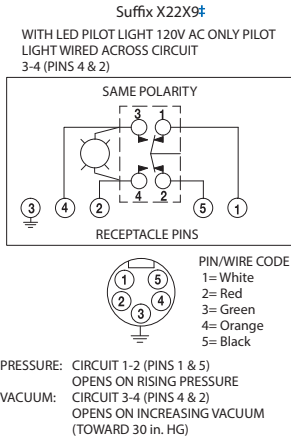 Suffix X22X9‡
WITH LED PILOT LIGHT 120V AC ONLY PILOT
LIGHT WIRED ACROSS CIRCUIT
3-4 (PINS 4 & 2)
SAME POLARITY
3 1
4 2
3 4 2 5 1
RECEPTACLE PINS
1 5
2 4
3
PIN/WIRE CODE
1= White
2= Red
3= Green
4= Orange
5= Black
PRESSURE: CIRCUIT 1-2 (PINS 1 & 5)
OPENS ON RISING PRESSURE
VACUUM: CIRCUIT 3-4 (PINS 4 & 2)
OPENS ON INCREASING VACUUM
(TOWARD 30 in. HG)